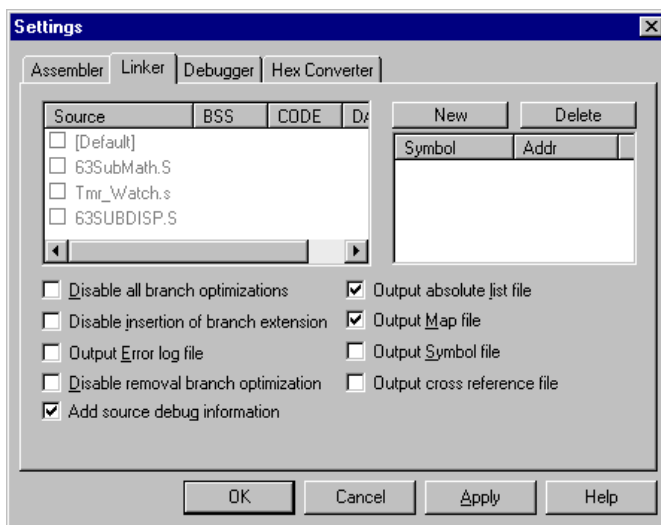 Settings
Assembler Linker Debugger Hex Converter
Source BSS CODE DA
[Default]
63SubMath.S
Tmr_Watch.s
63SUBDISP.S
New Delete
Symbol Addr
Disable all branch optimizations
Disable insertion of branch extension
Output Error log file
Disable removal branch optimization
Add source debug information
Output absolute list file
Output Map file
Output Symbol file
Output cross reference file
OK Cancel Apply Help